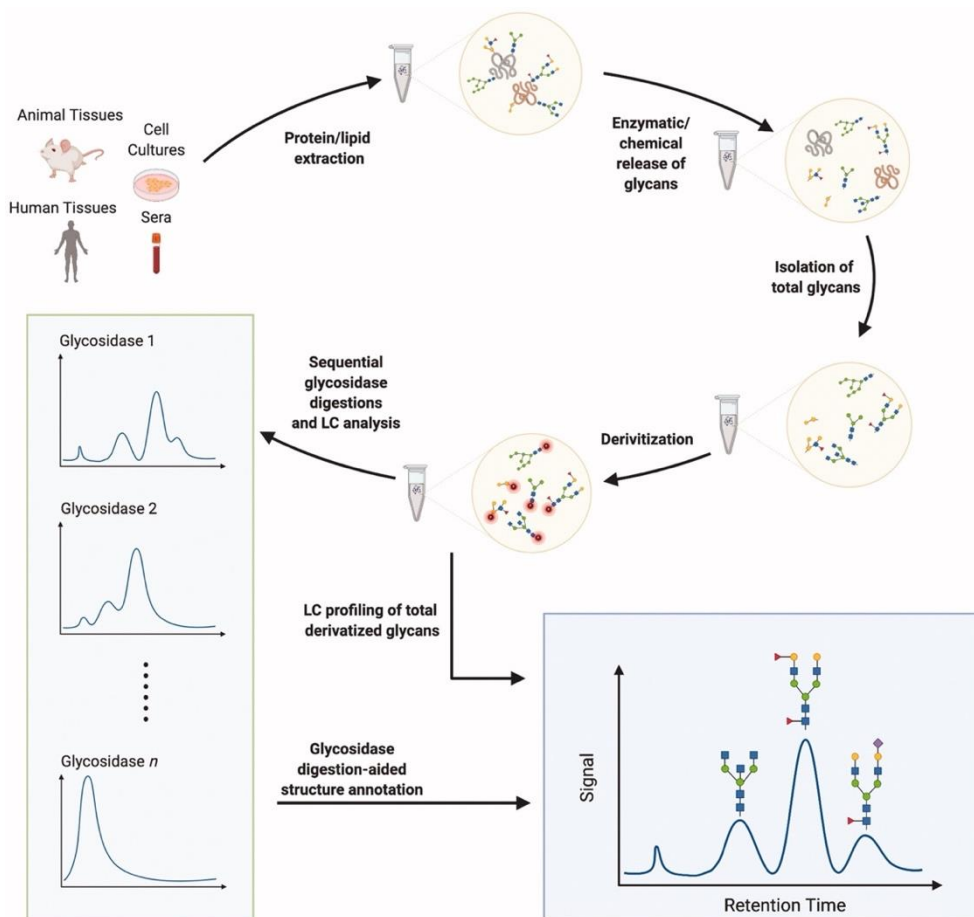 Animal Tissues
Cell
Cultures
Human Tissues
Sera
Protein/lipid
extraction
Enzymatic/
chemical
release of
glycans
Isolation of
total glycans
Derivitization
Sequential
glycosidase
digestions
and LC analysis
Glycosidase 1
Glycosidase 2
Glycosidase n
LC profiling of total
derivatized glycans
Glycosidase
digestion-aided
structure annotation
Signal
Retention Time